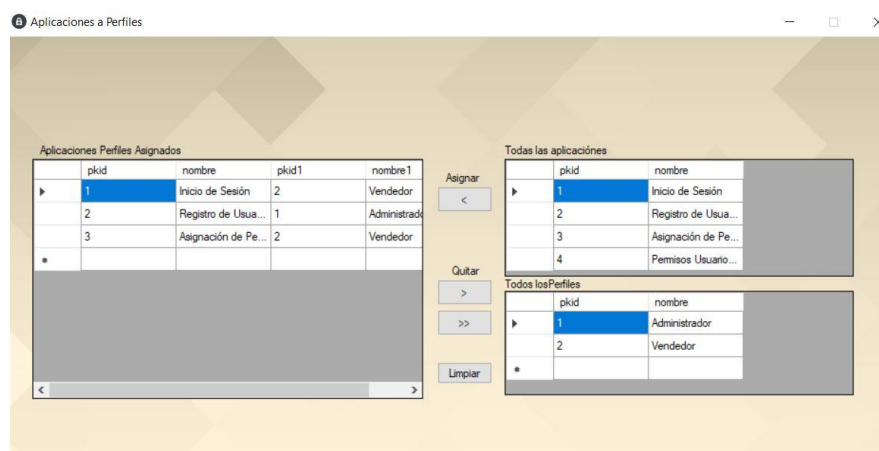 Aplicaciones a Perfiles
Aplicaciones Perfiles Asignados
pkid nombre pkid1 nombre1
1 Inicio de Sesión 2 Vendedor
2 Registro de Usua... 1 Administrado
3 Asignación de Pe... 2 Vendedor
Asignar
<
Quitar
>
>>
Limpiar
Todas las aplicaciónes
pkid nombre
1 Inicio de Sesión
2 Registro de Usua...
3 Asignación de Pe...
4 Permisos Usuario...
Todos losPerfiles
pkid nombre
1 Administrador
2 Vendedor